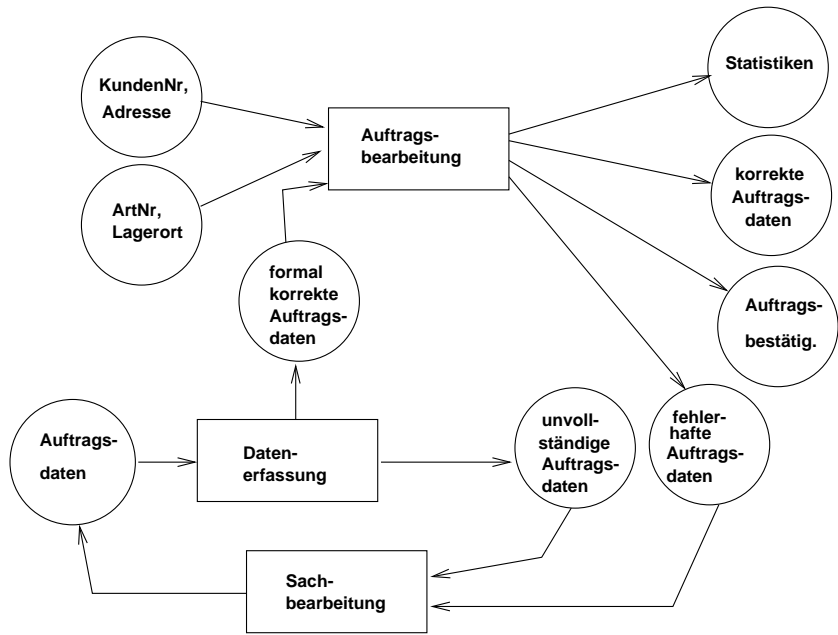 KundenNr,
Adresse
Auftrags-
bearbeitung
Statistiken
ArtNr,
Lagerort
korrekte
Auftrags-
daten
formal
korrekte
Auftrags-
daten
Auftrags-
bestätig.
Auftrags-
daten
Daten-
erfassung
unvoll-
ständige
Auftrags-
daten
fehler-
hafte
Auftrags-
daten
Sach-
bearbeitung